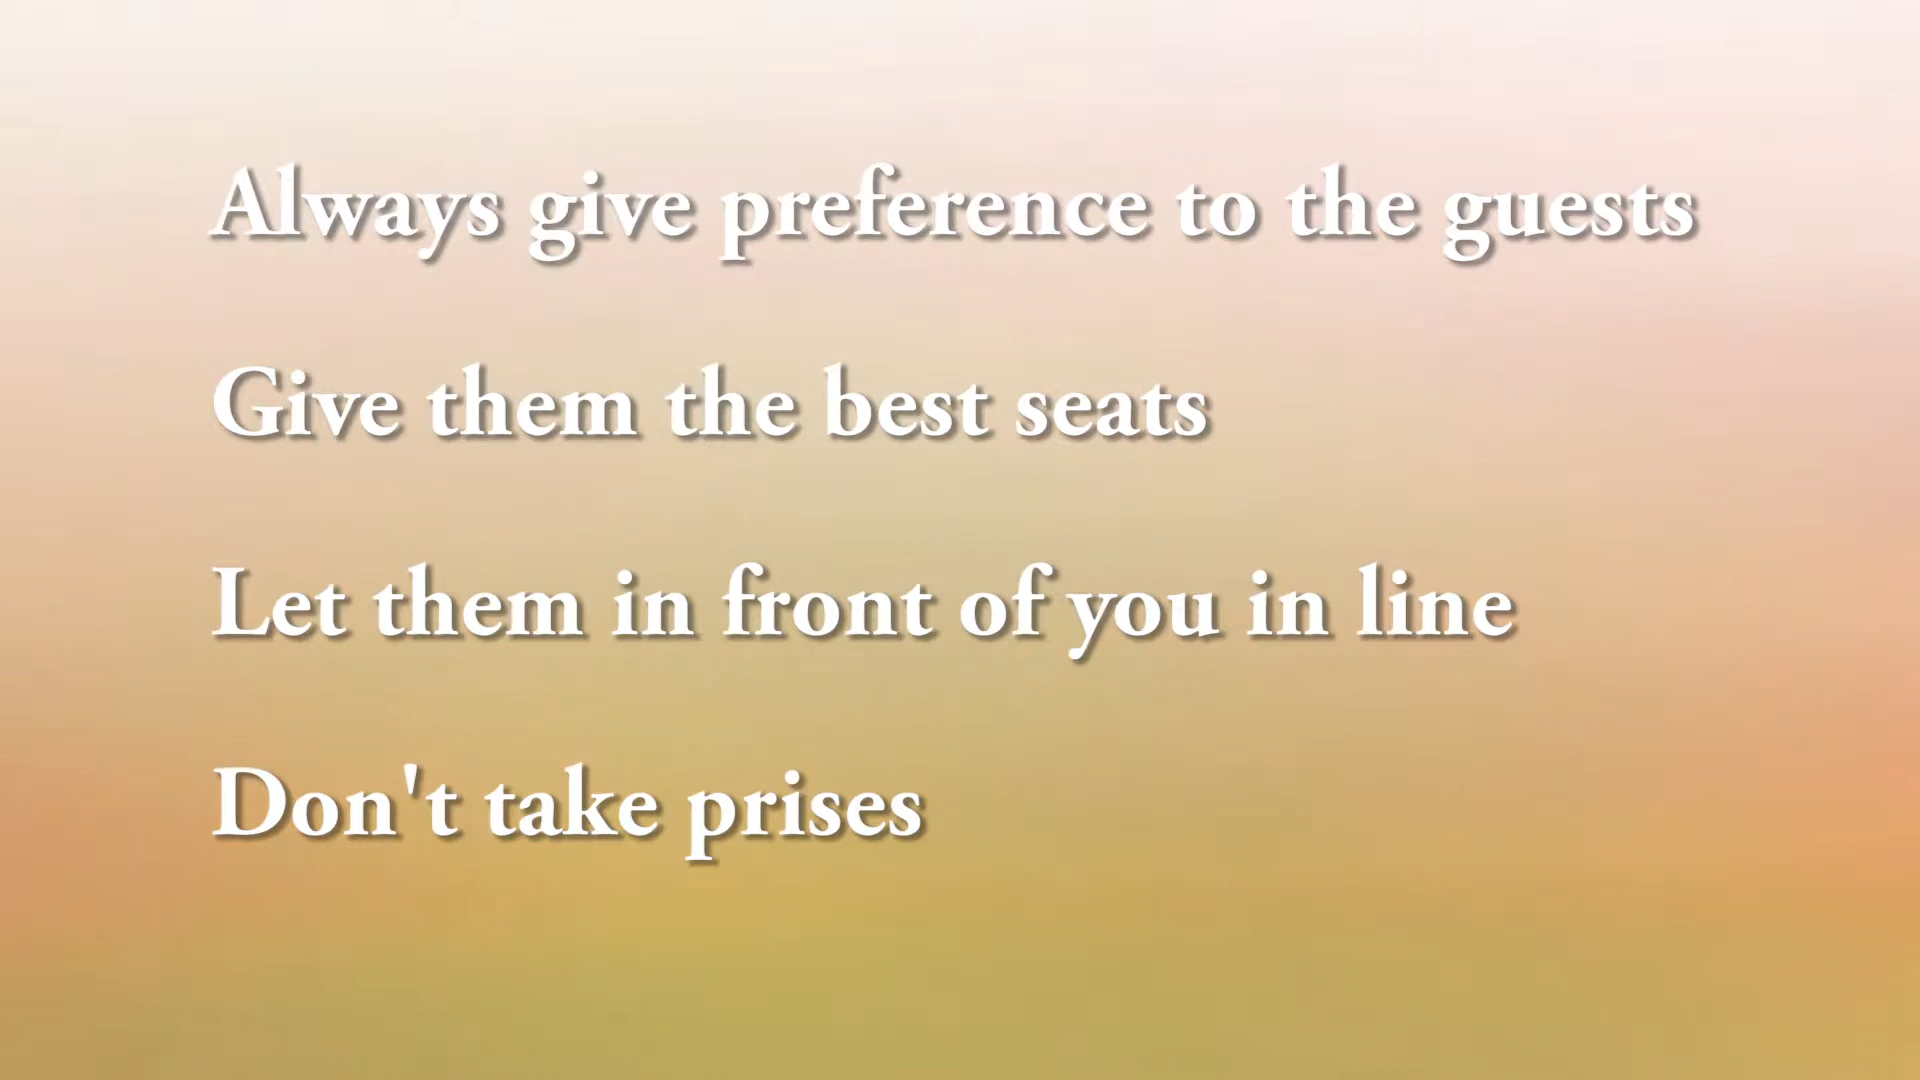 Always give preference to the guests
Give them the best seats
Let them in front of you in line
Don't take prises